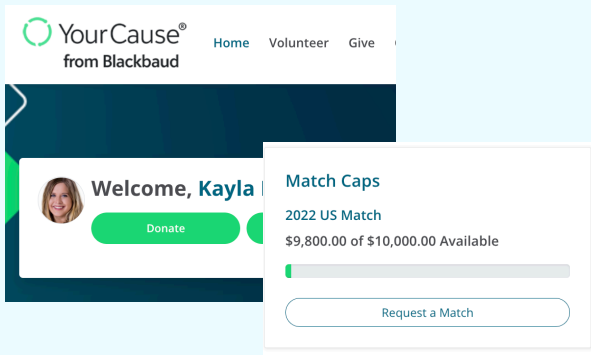 YourCause®
from Blackbaud
Home Volunteer Give
Welcome, Kayla
Donate
Match Caps
2022 US Match
$9,800.00 of $10,000.00 Available
Request a Match